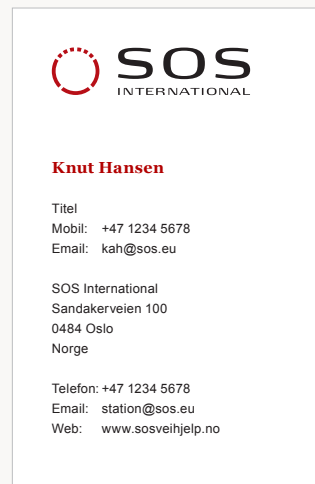 SOS
INTERNATIONAL
Knut Hansen
Titel
Mobil: +47 1234 5678
Email: kah@sos.eu
SOS International
Sandakerveien 100
0484 Oslo
Norge
Telefon: +47 1234 5678
Email: station@sos.eu
Web: www.sosveihjelp.no